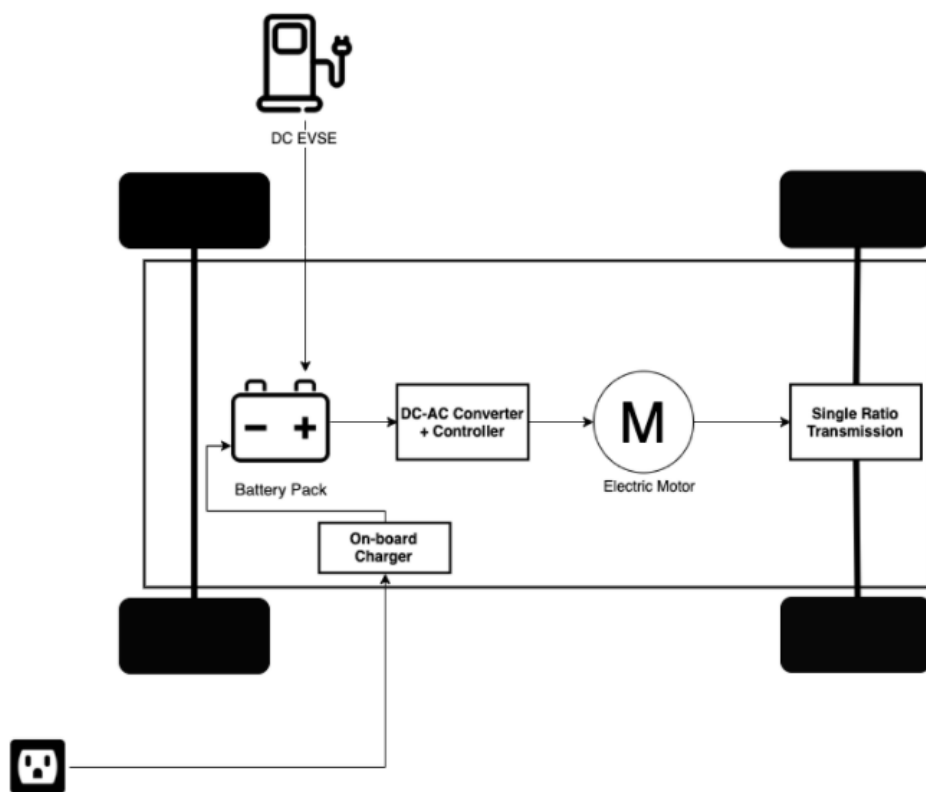 DC EVSE
DC-AC Converter
+ Controller
M
Single Ratio
Transmission
Battery Pack
Electric Motor
On-board
Charger